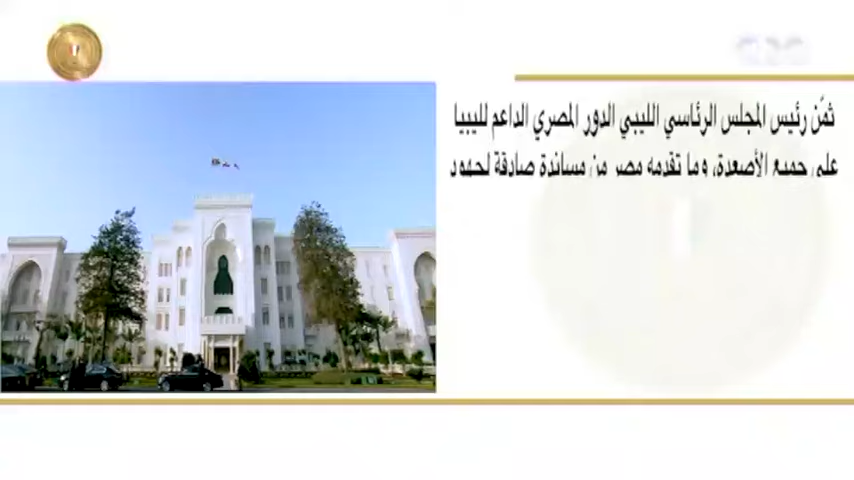 ثمّن رئيس المجلس الرئاسي الليبي الدور المصري الداعم لليبيا
على جميع الأصعدة، وما تقدمه مصر من مساندة صادقة لجهود